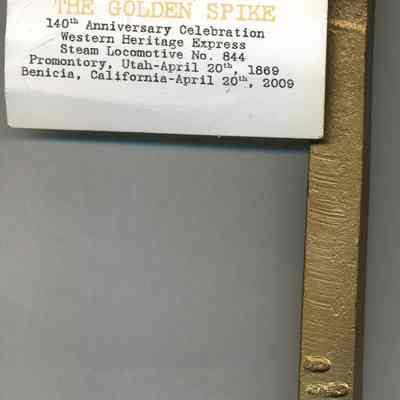 THE GOLDEN SPIKE
140th Anniversary Celebration
Western Heritage Express
Steam Locomotive No. 844
Promontory, Utah-April 20th, 1869
Benicia, California-April 20th, 2009